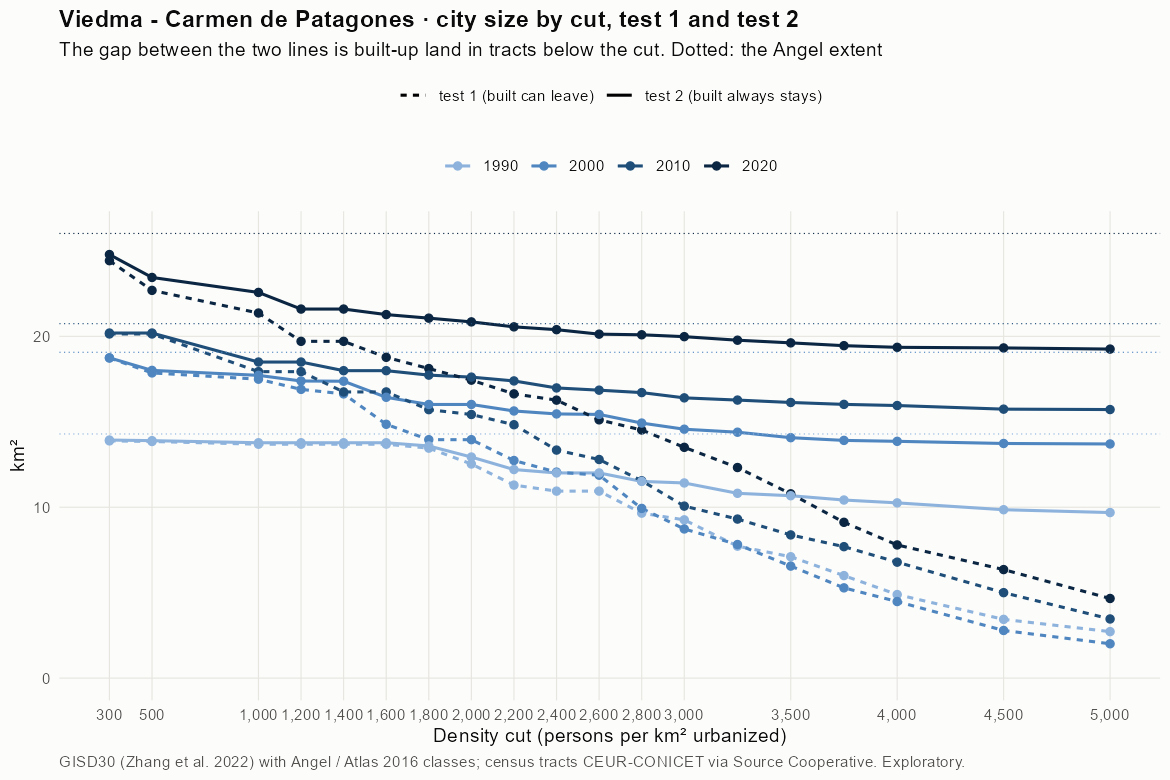 Viedma - Carmen de Patagones · city size by cut, test 1 and test 2
The gap between the two lines is built-up land in tracts below the cut. Dotted: the Angel extent
test 1 (built can leave) test 2 (built always stays)
1990 2000 2010 2020
km²
20
10
0
300 500 1,000 1,200 1,400 1,600 1,800 2,000 2,200 2,400 2,600 2,800 3,000 3,500 4,000 4,500 5,000
Density cut (persons per km² urbanized)
GISD30 (Zhang et al. 2022) with Angel / Atlas 2016 classes; census tracts CEUR-CONICET via Source Cooperative. Exploratory.